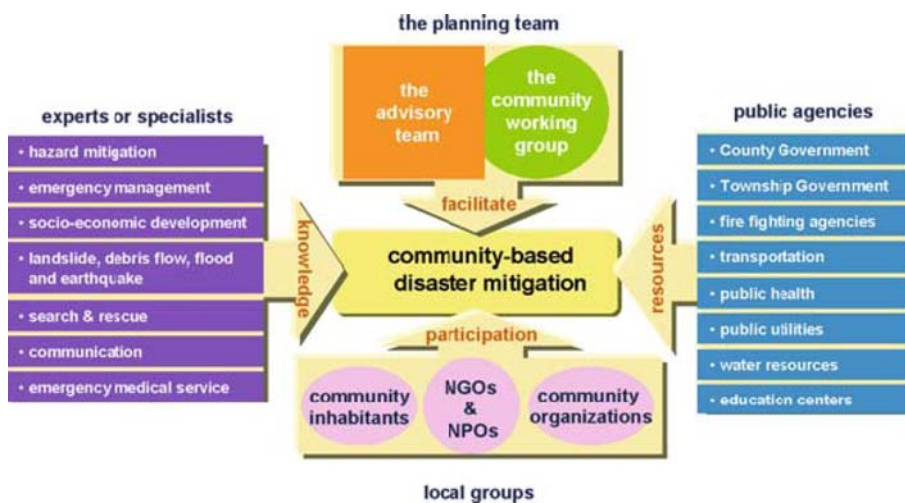 the planning team
the
advisory
team
the
community
working
group
facilitate
experts or specialists
• hazard mitigation
• emergency management
• socio-economic development
• landslide, debris flow, flood
and earthquake
• search & rescue
• communication
• emergency medical service
knowledge
community-based
disaster mitigation
resources
public agencies
• County Government
• Township Government
• fire fighting agencies
• transportation
• public health
• public utilities
• water resources
• education centers
participation
community
inhabitants
NGOs
&
NPOs
community
organizations
local groups